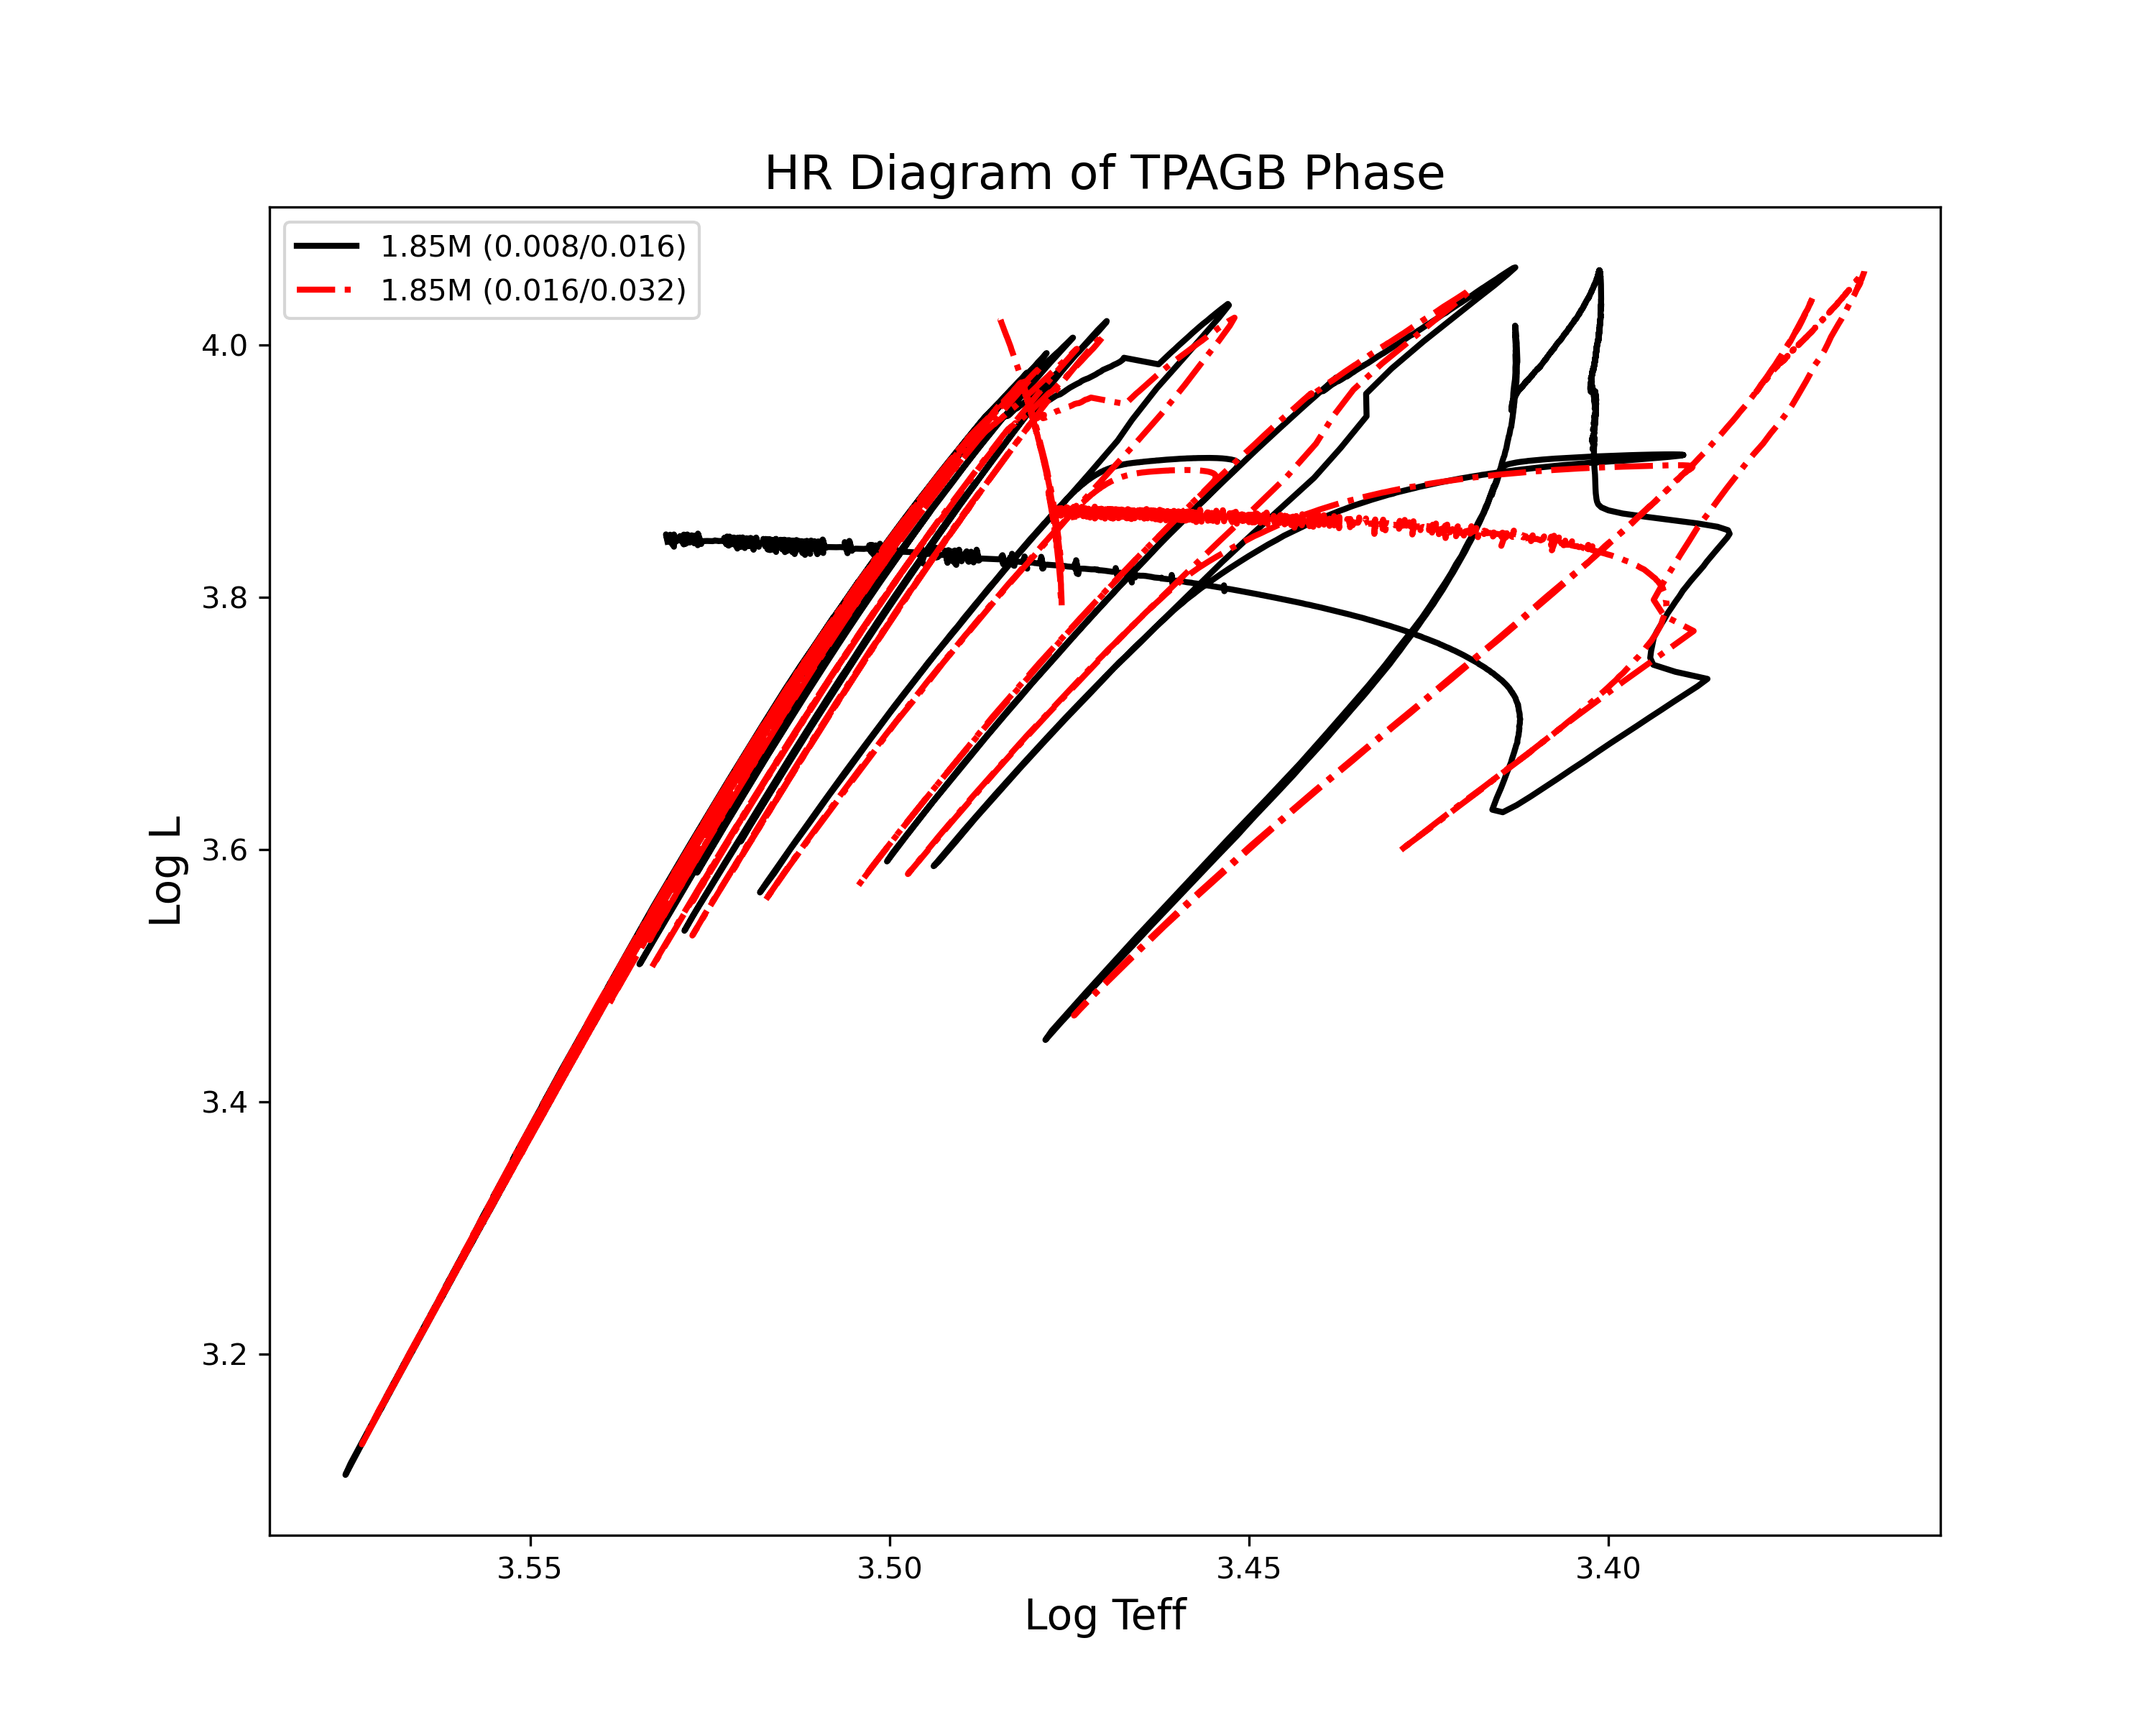 HR Diagram of TPAGB Phase
1.85M (0.008/0.016)
1.85M (0.016/0.032)
4.0
3.8
3.6
3.4
3.2
Log L
3.55 3.50 3.45 3.40
Log Teff